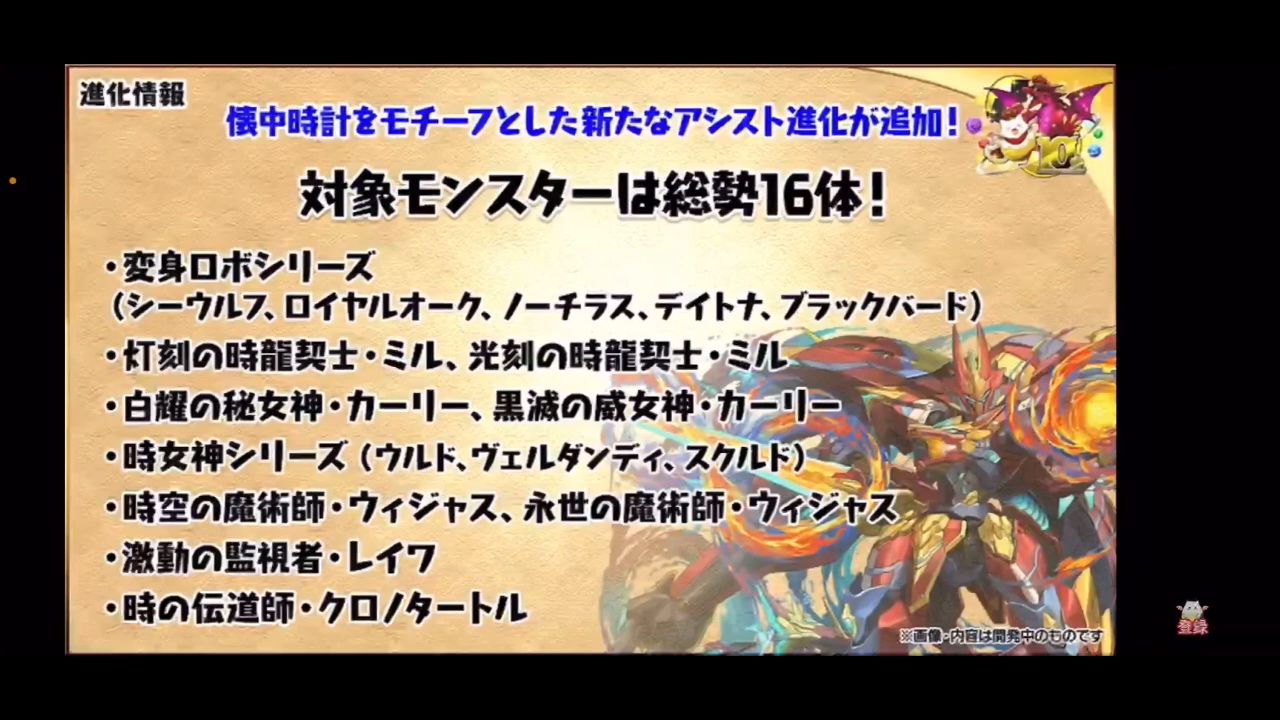 進化情報
懐中時計をモチーフとした新たなアシスト進化が追加!
10
対象モンスターは総勢16体!
・変身ロボシリーズ
(シーウルフ、ロイヤルオーク、ノーチラス、デイトナ、ブラックバード)
・灯刻の時龍契士・ミル、光刻の時龍契士・ミル
・白耀の秘女神・カーリー、黒滅の威女神・カーリー
・時女神シリーズ(ウルド、ヴェルダンディ、スクルド)
・時空の魔術師・ウィジャス、永世の魔術師・ウィジャス
・激動の監視者・レイワ
・時の伝道師・クロノタートル
※画像・内容は開発中のものです
登録